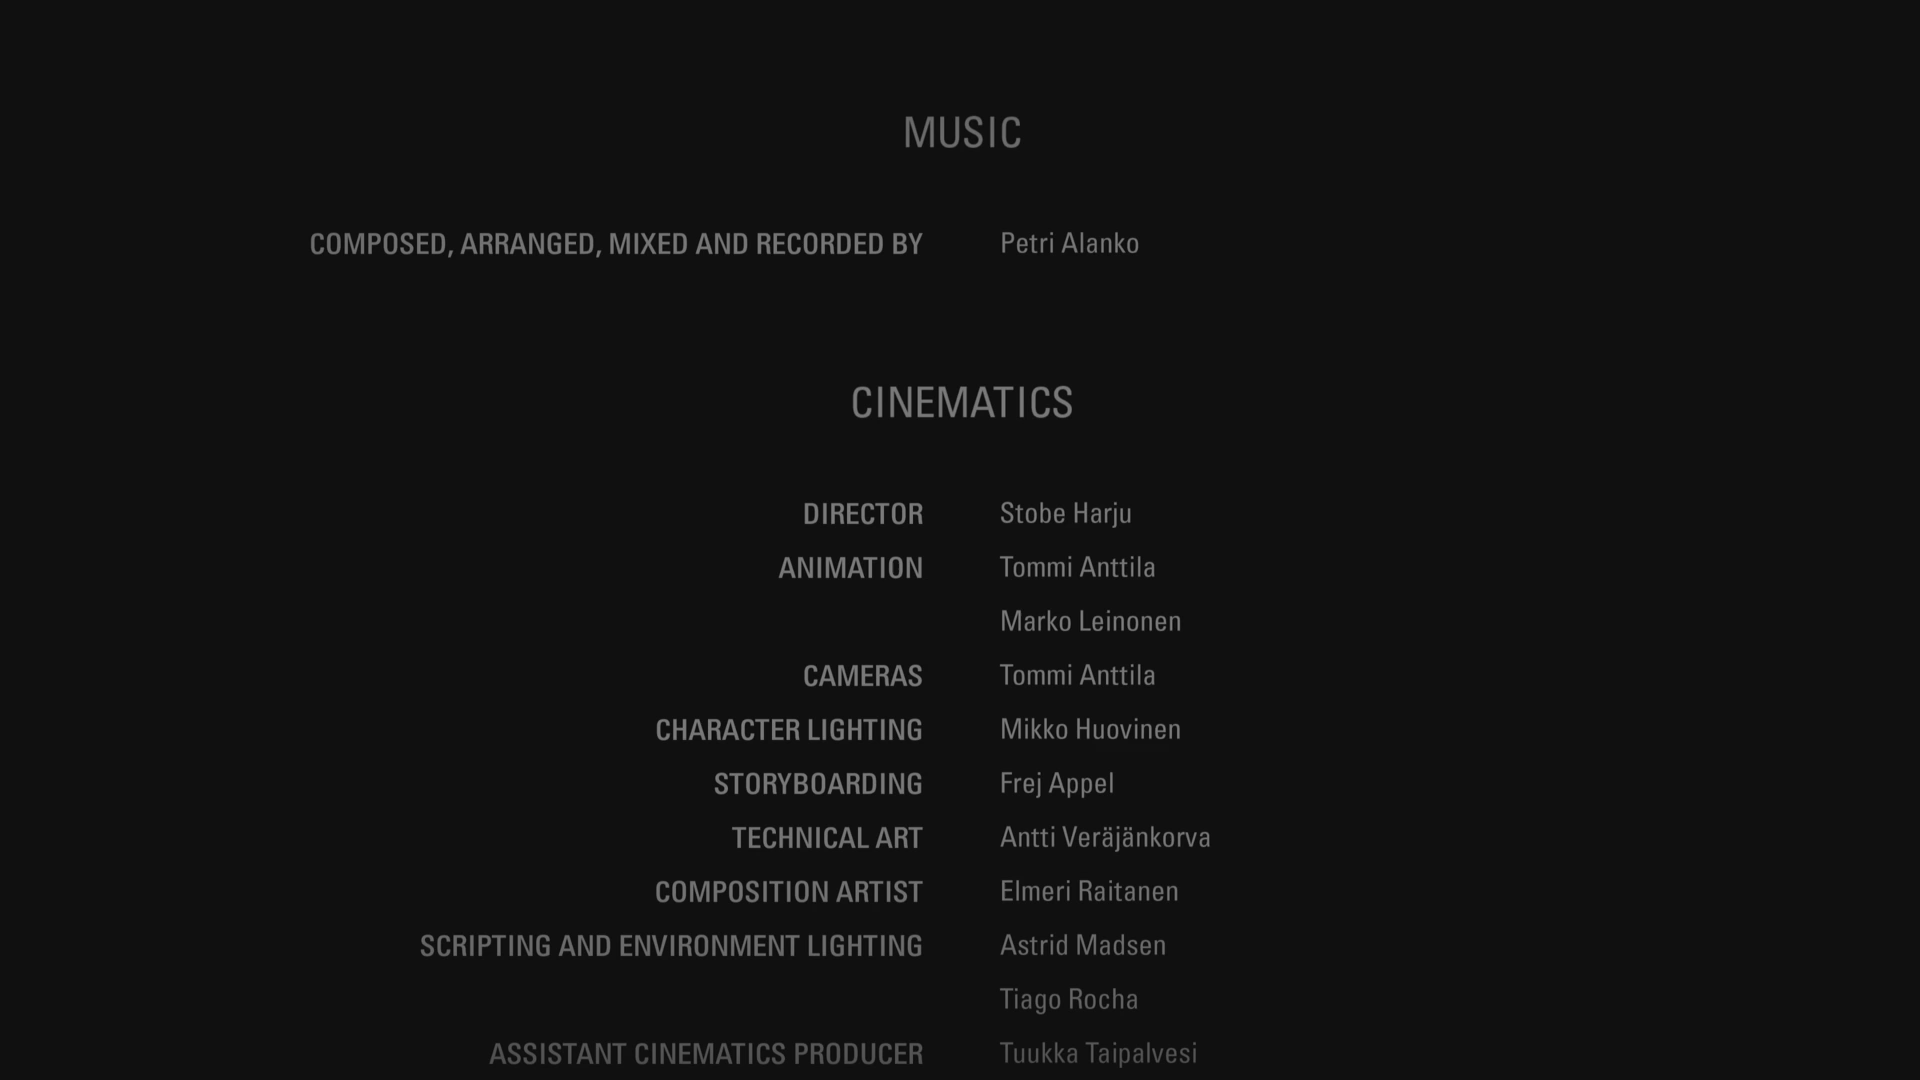 MUSIC
COMPOSED, ARRANGED, MIXED AND RECORDED BY Petri Alanko
CINEMATICS
DIRECTOR Stobe Harju
ANIMATION Tommi Anttila
Marko Leinonen
CAMERAS Tommi Anttila
CHARACTER LIGHTING Mikko Huovinen
STORYBOARDING Frej Appel
TECHNICAL ART Antti Veräjänkorva
COMPOSITION ARTIST Elmeri Raitanen
SCRIPTING AND ENVIRONMENT LIGHTING Astrid Madsen
Tiago Rocha
ASSISTANT CINEMATICS PRODUCER Tuukka Taipalvesi